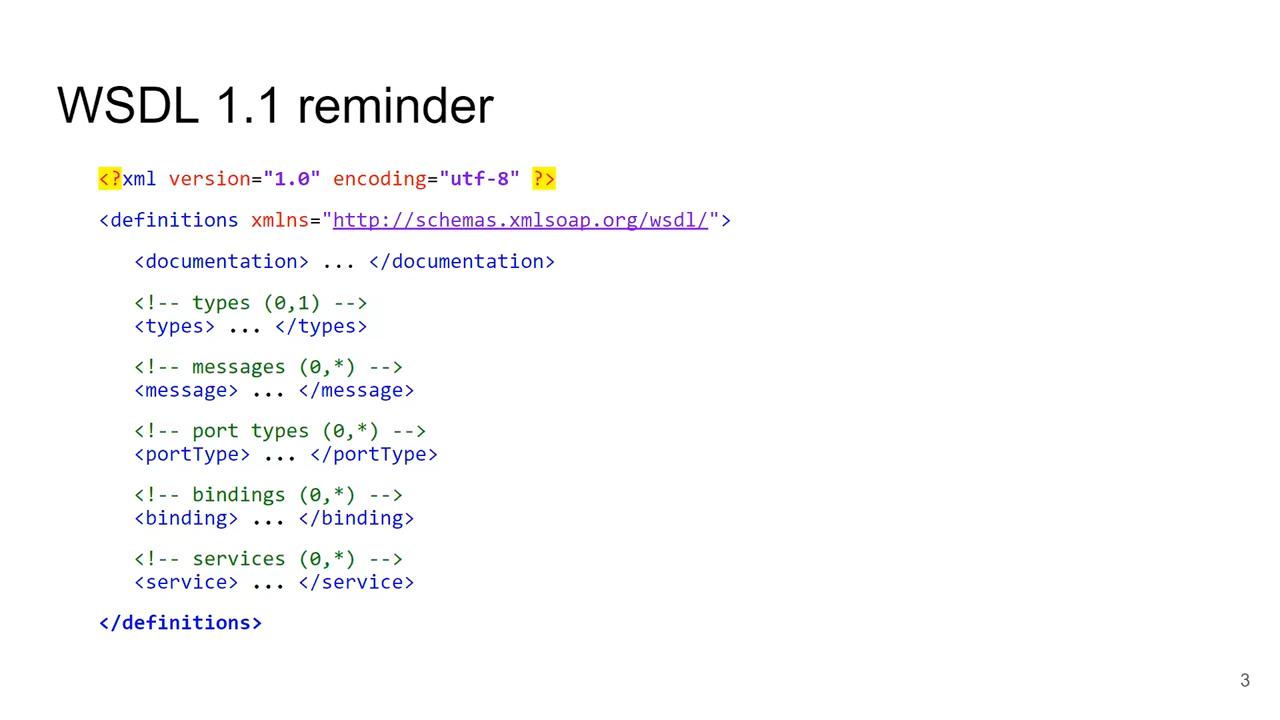 WSDL 1.1 reminder
<?xml version="1.0" encoding="utf-8" ?>
<definitions xmlns="http://schemas.xmlsoap.org/wsdl/">
<documentation> ... </documentation>
<!-- types (0,1) -->
<types> ... </types>
<!-- messages (0,*) -->
<message> ... </message>
<!-- port types (0,*) -->
<portType> ... </portType>
<!-- bindings (0,*) -->
<binding> ... </binding>
<!-- services (0,*) -->
<service> ... </service>
</definitions>
3